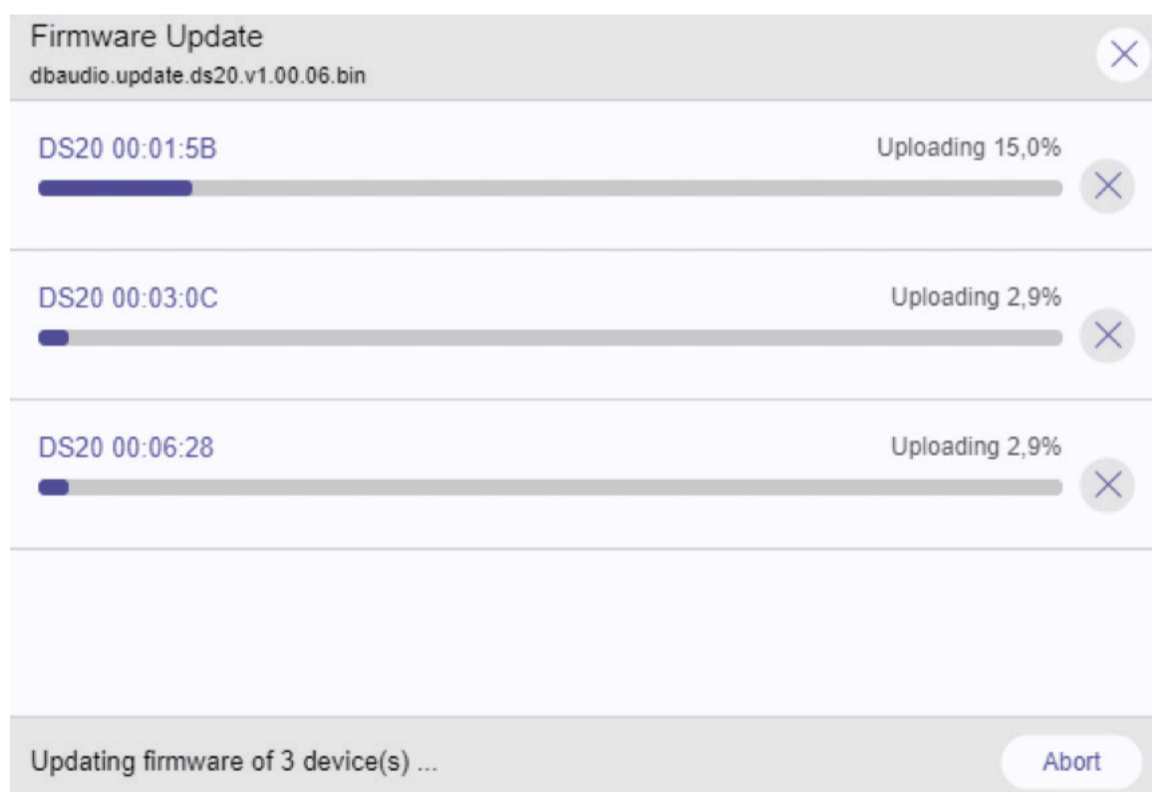 Firmware Update
dbaudio.update.ds20.v1.00.06.bin
DS20 00:01:5B
Uploading 15,0%
DS20 00:03:0C
Uploading 2,9%
DS20 00:06:28
Uploading 2,9%
Updating firmware of 3 device(s) ...
Abort